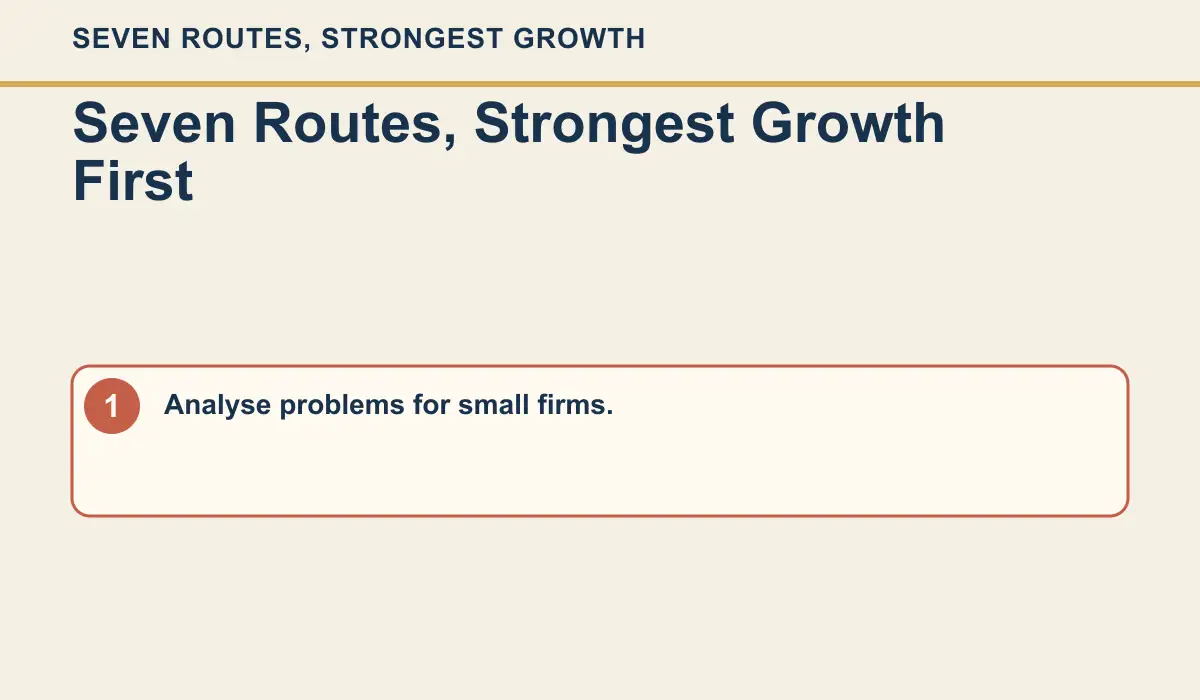 SEVEN ROUTES, STRONGEST GROWTH
Seven Routes, Strongest Growth
First
1 Analyse problems for small firms.